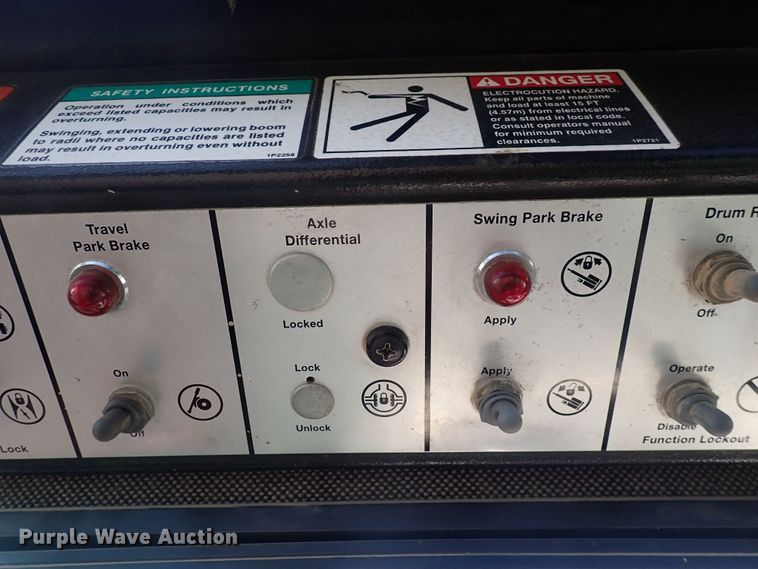 SAFETY INSTRUCTIONS
Operation under conditions which
exceed listed capacities may result in
overturning.
Swinging, extending or lowering boom
to radii where no capacities are listed
may result in overturning even without
load.
1P2256
DANGER
ELECTROCUTION HAZARD.
Keep all parts of machine
and load at least 15 FT
(4.57m) from electrical lines
or as stated in local code.
Consult operators manual
for minimum required
clearances.
1P2721
Travel
Park Brake
On
Off
Axle
Differential
Locked
Lock
Unlock
Swing Park Brake
Apply
Apply
Drum R
On
Off
Operate
Disable
Function Lockout
Lock
Purple Wave Auction